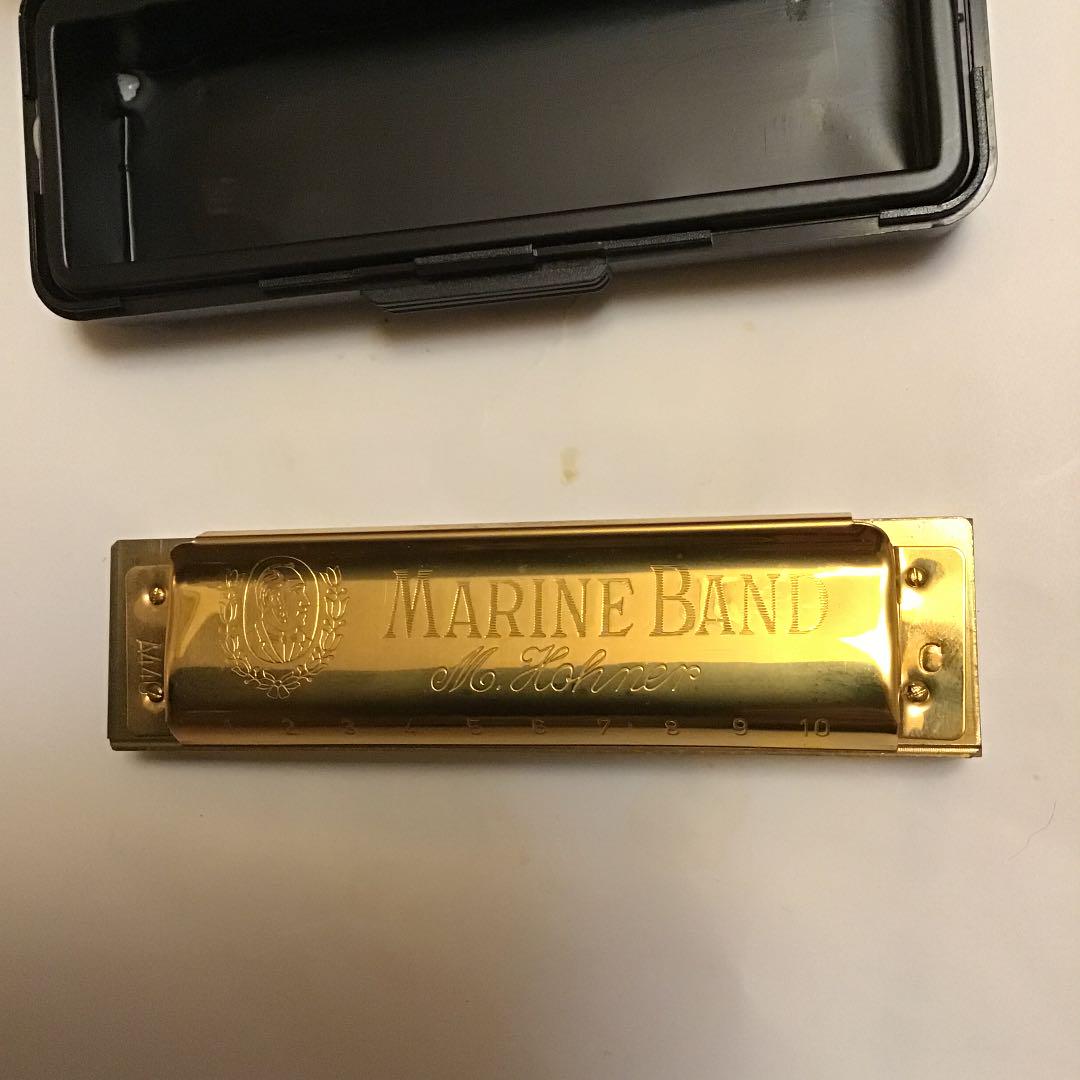 MARINE BAND
M. Hohner
C
1 2 3 4 5 6 7 8 9 10